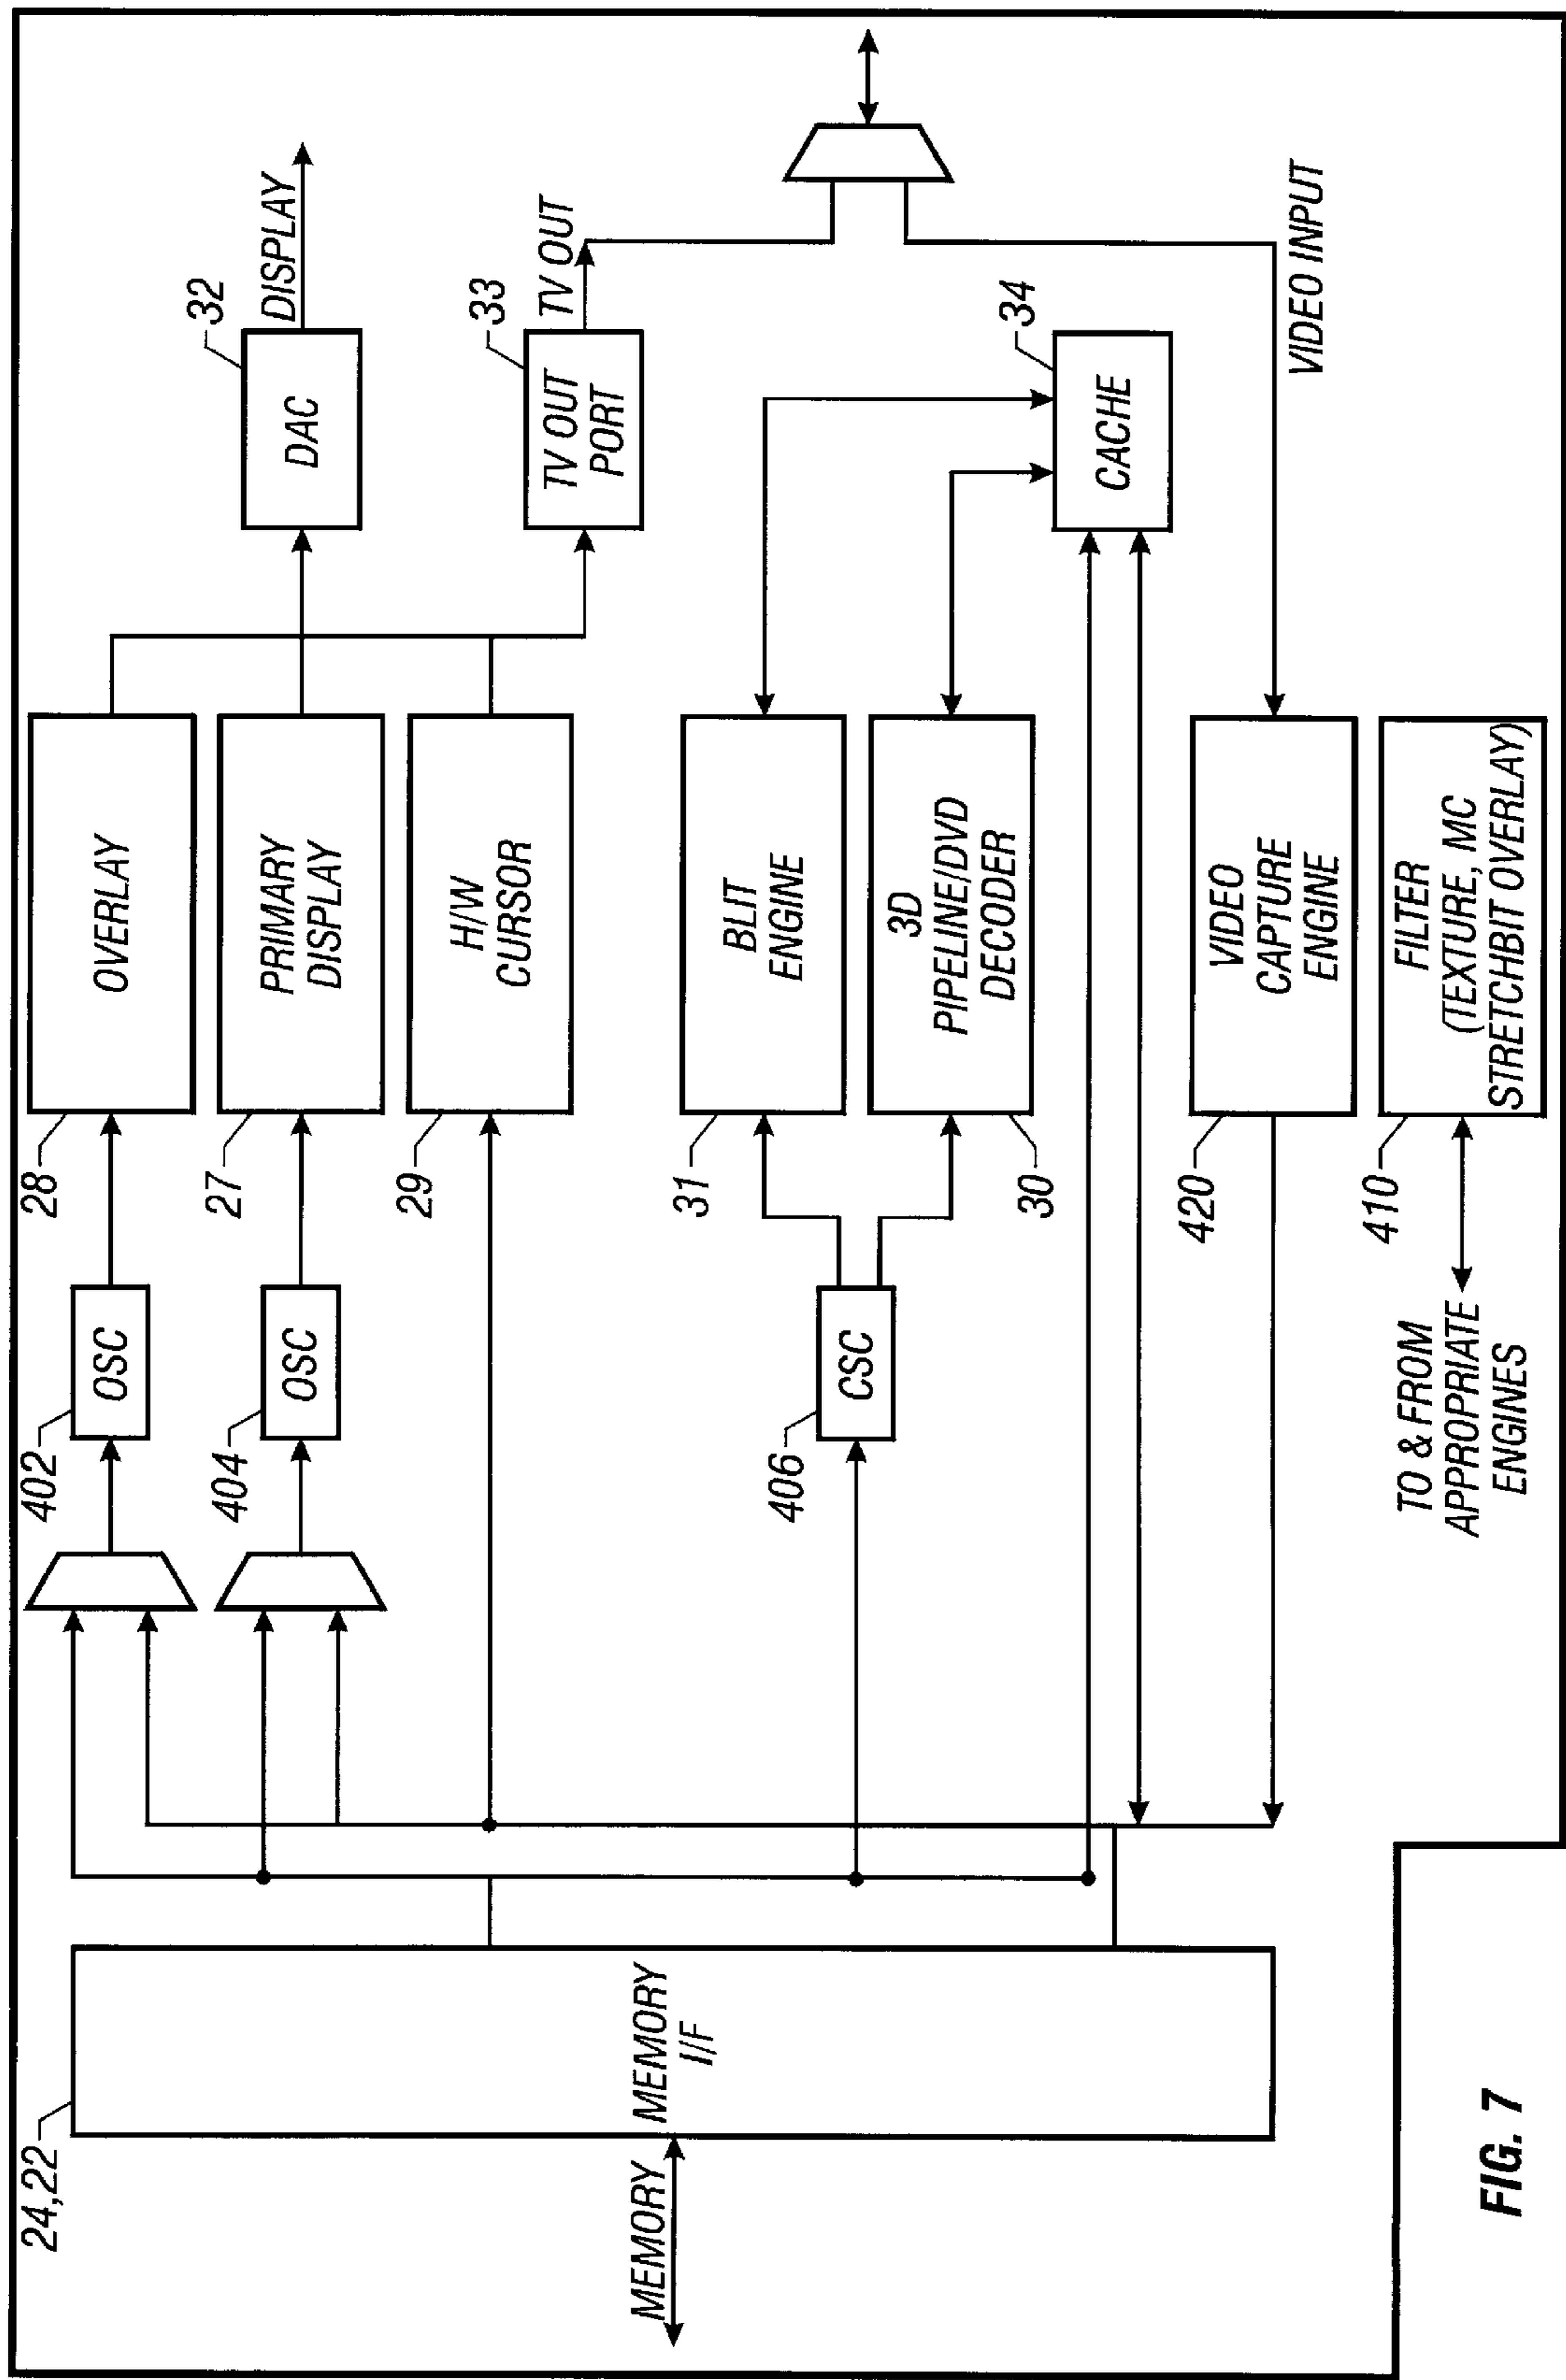 24,22
MEMORY
MEMORY
I/F
402
OSC
28
OVERLAY
404
OSC
27
PRIMARY
DISPLAY
32
DAC
DISPLAY
29
H/W
CURSOR
33
TV OUT
PORT
TV OUT
406
CSC
31
BLIT
ENGINE
3D
PIPELINE/DVD
DECODER
30
34
CACHE
420
VIDEO
CAPTURE
ENGINE
VIDEO INPUT
410
FILTER
(TEXTURE, MC
STRETCHBIT OVERLAY)
TO & FROM
APPROPRIATE
ENGINES
FIG. 7